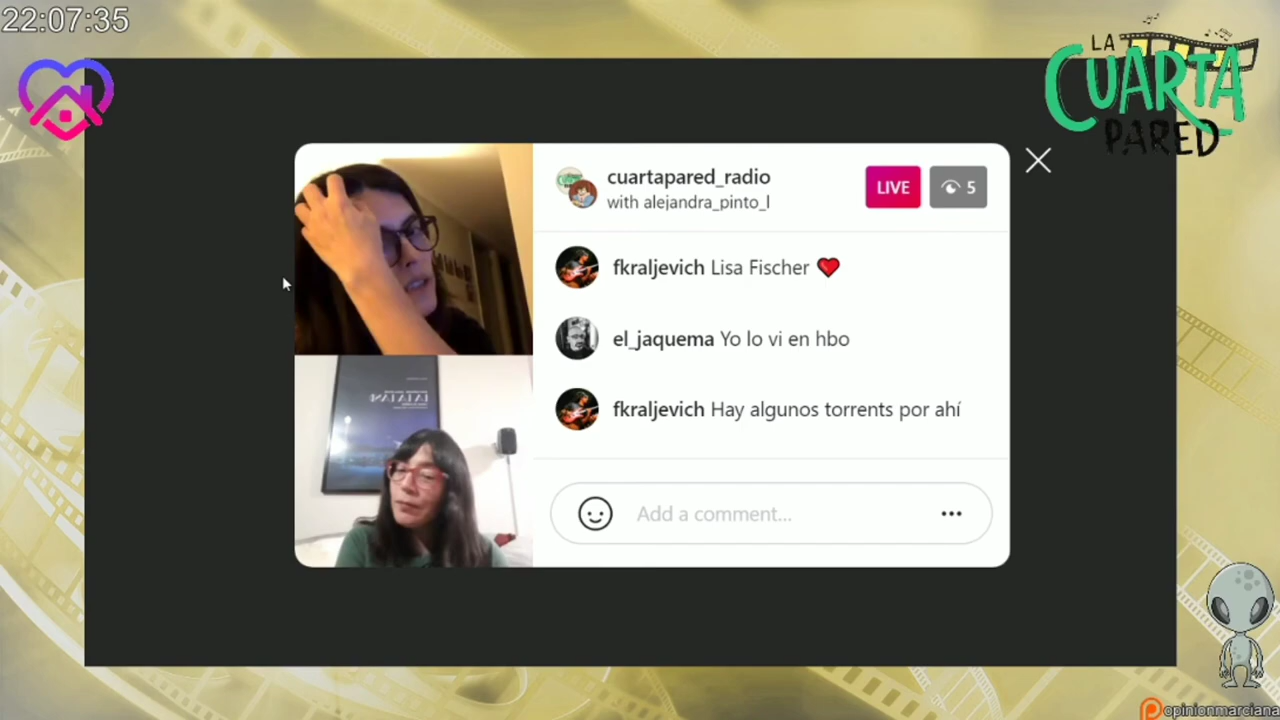 22:07:35
LA
CUARTA
PARED
cuartapared_radio
with alejandra_pinto_l
LIVE
5
fkraljevich Lisa Fischer
el_jaquema Yo lo vi en hbo
fkraljevich Hay algunos torrents por ahí
Add a comment...
opinionmarciana